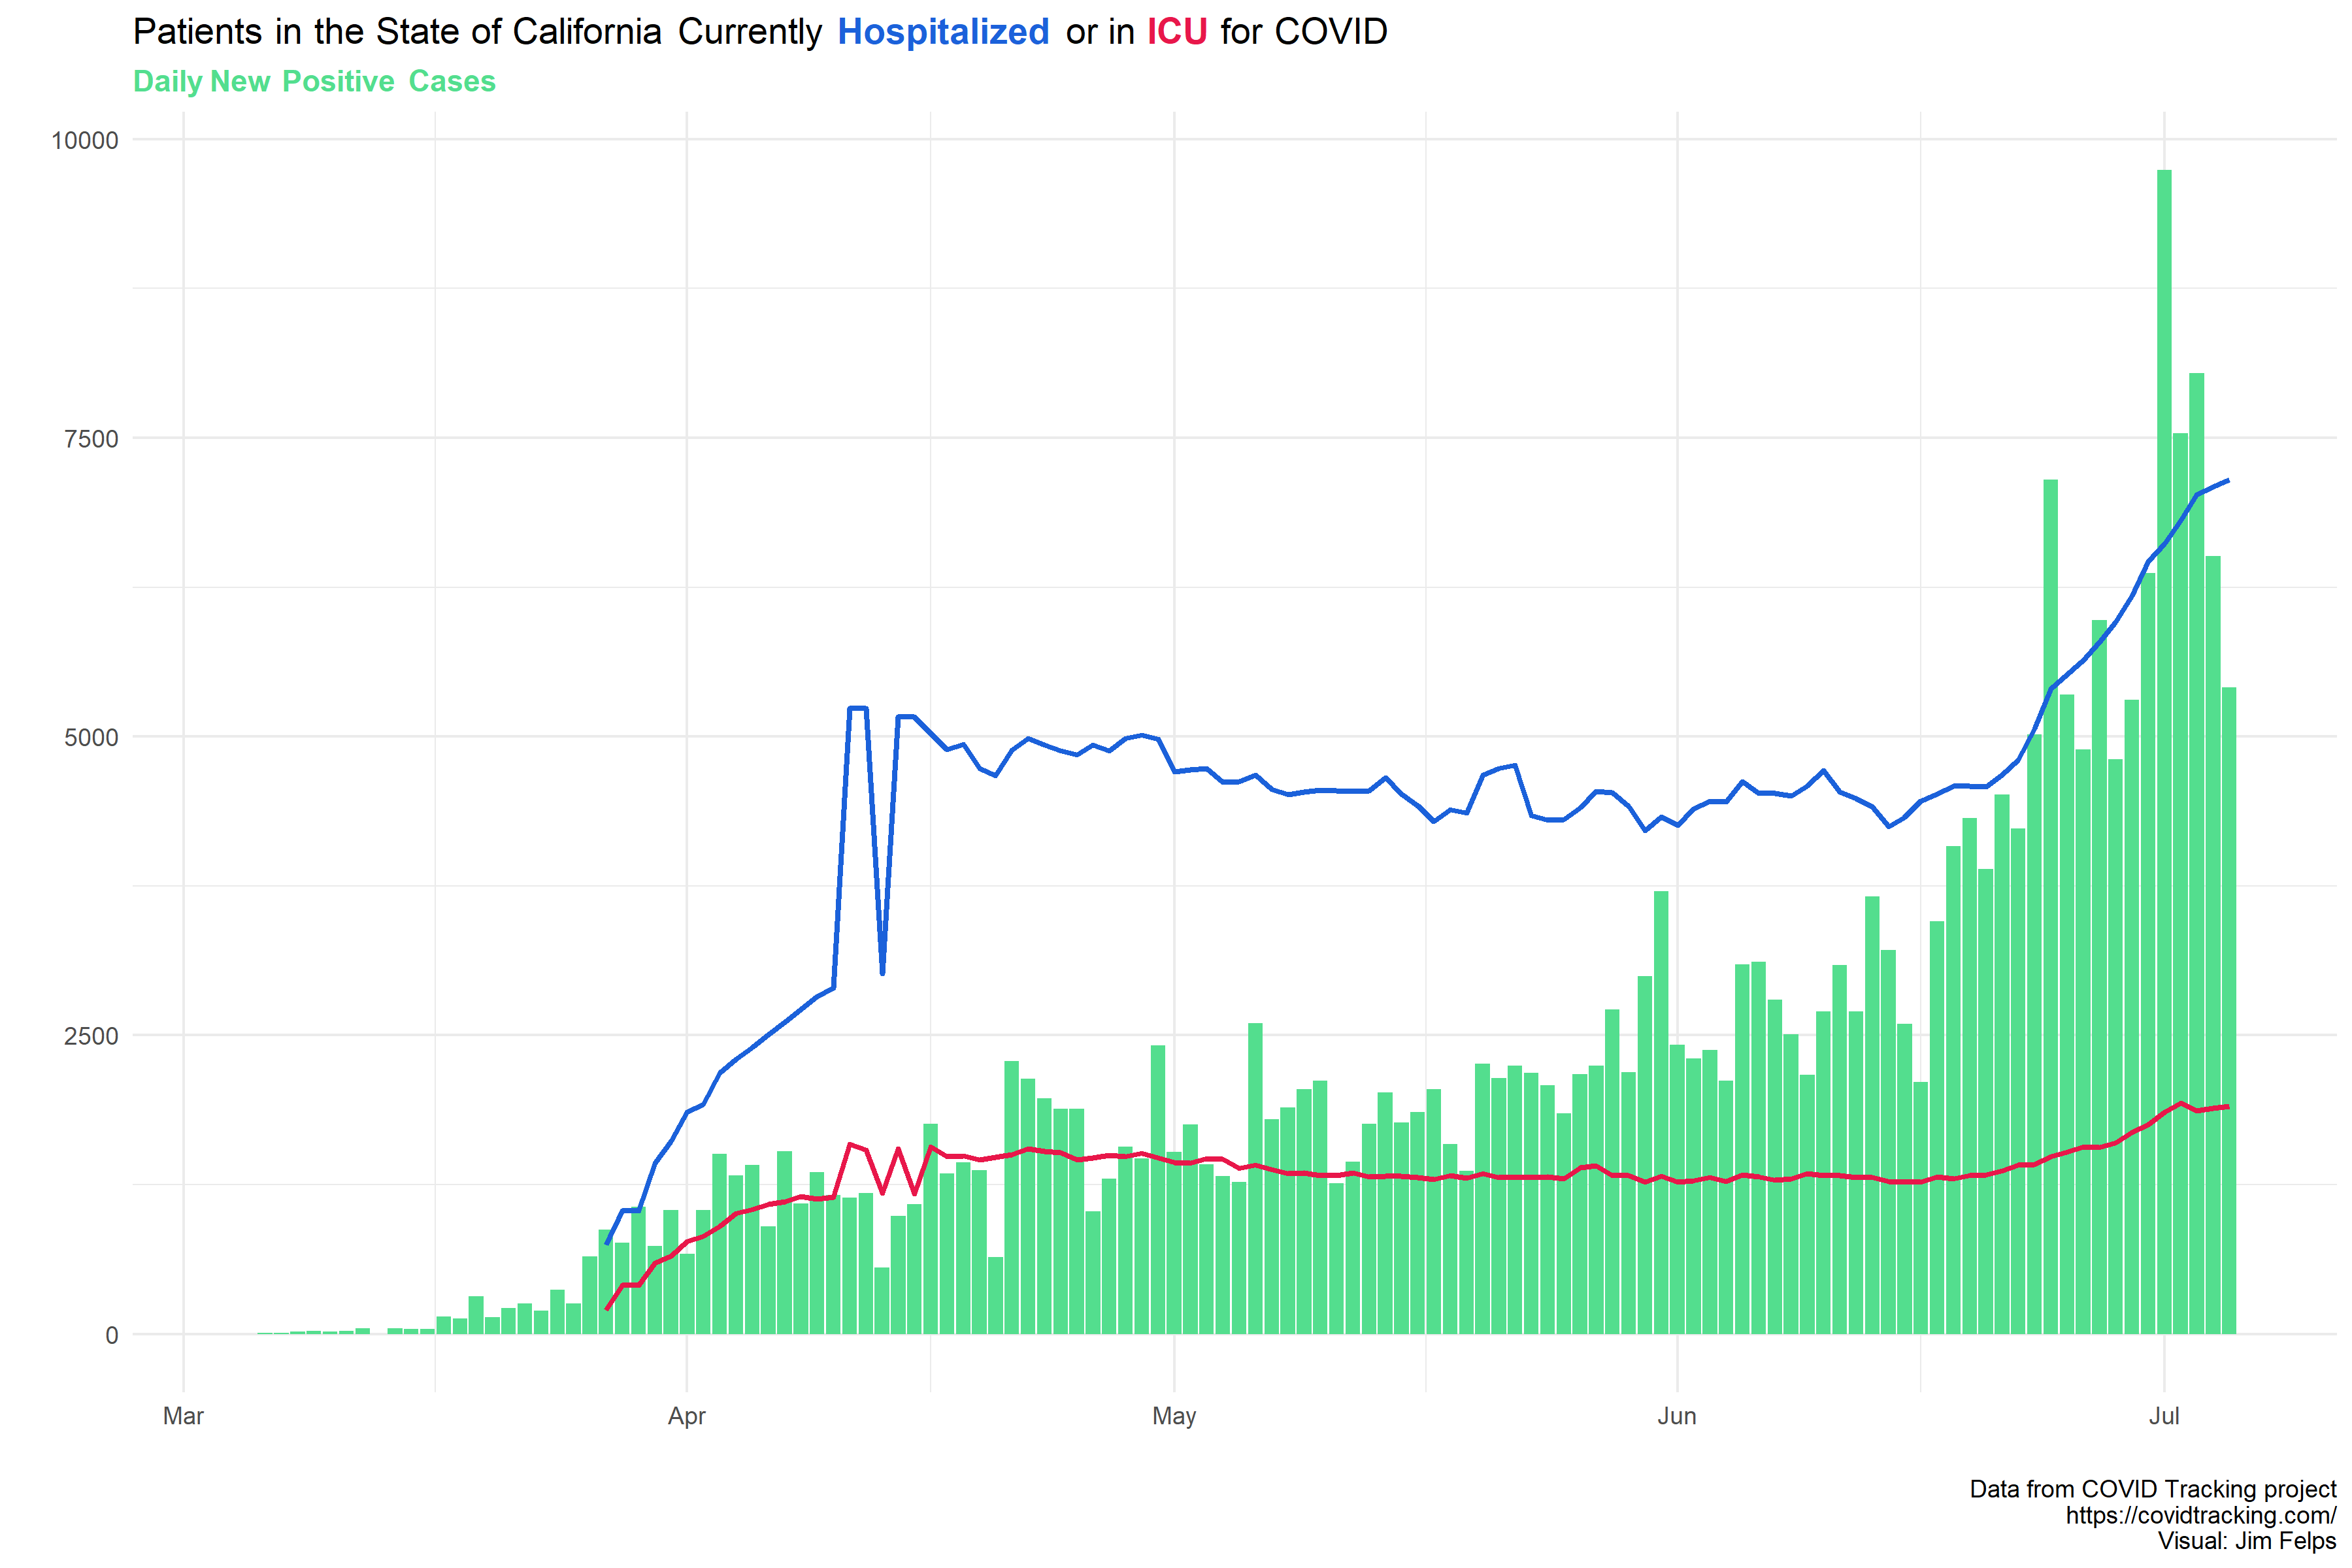 Patients in the State of California Currently Hospitalized or in ICU for COVID
Daily New Positive Cases
10000
7500
5000
2500
0
Mar Apr May Jun Jul
Data from COVID Tracking project
https://covidtracking.com/
Visual: Jim Felps